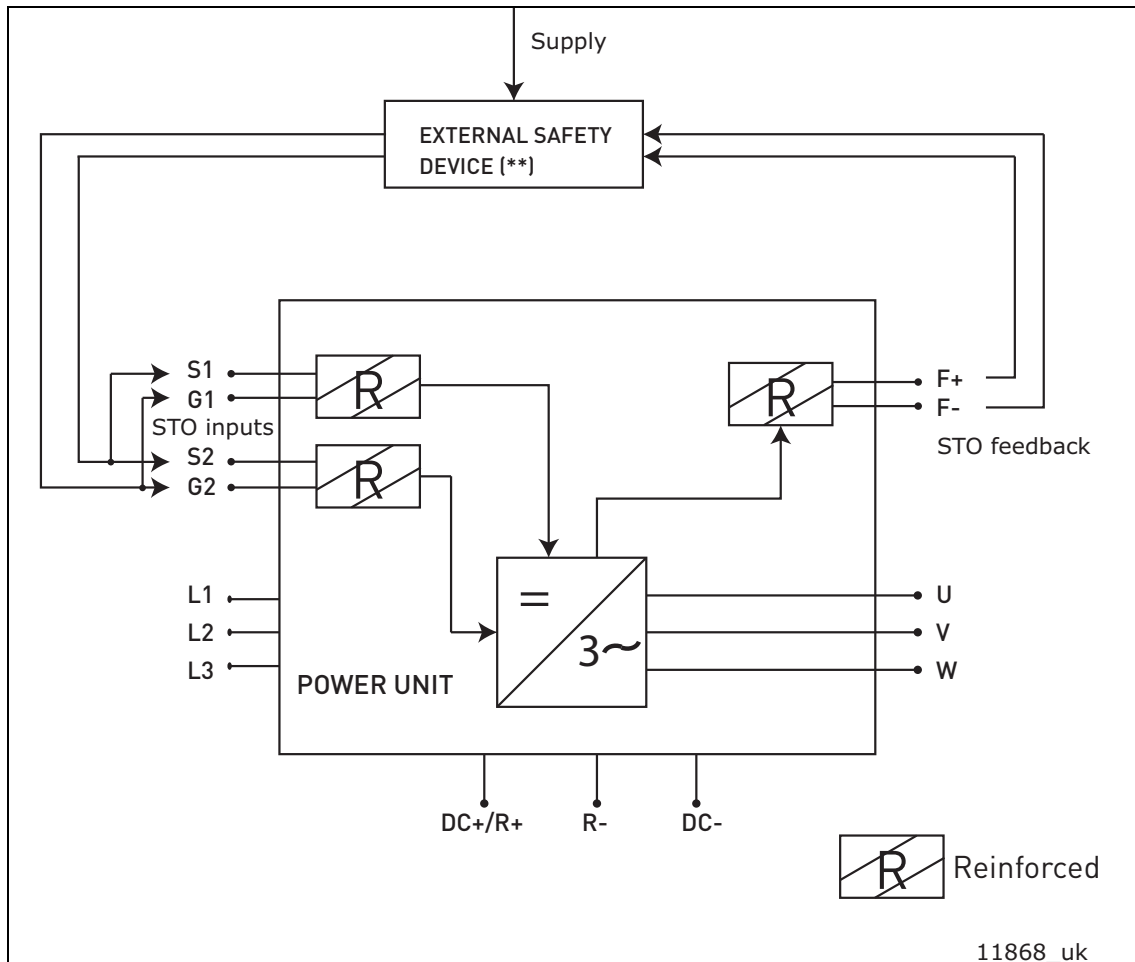 Supply
EXTERNAL SAFETY
DEVICE (**)
S1
G1
STO inputs
S2
G2
R
R
R
F+
F-
STO feedback
L1
L2
L3
=
3~
U
V
W
POWER UNIT
DC+/R+
R-
DC-
R
Reinforced
11868_uk